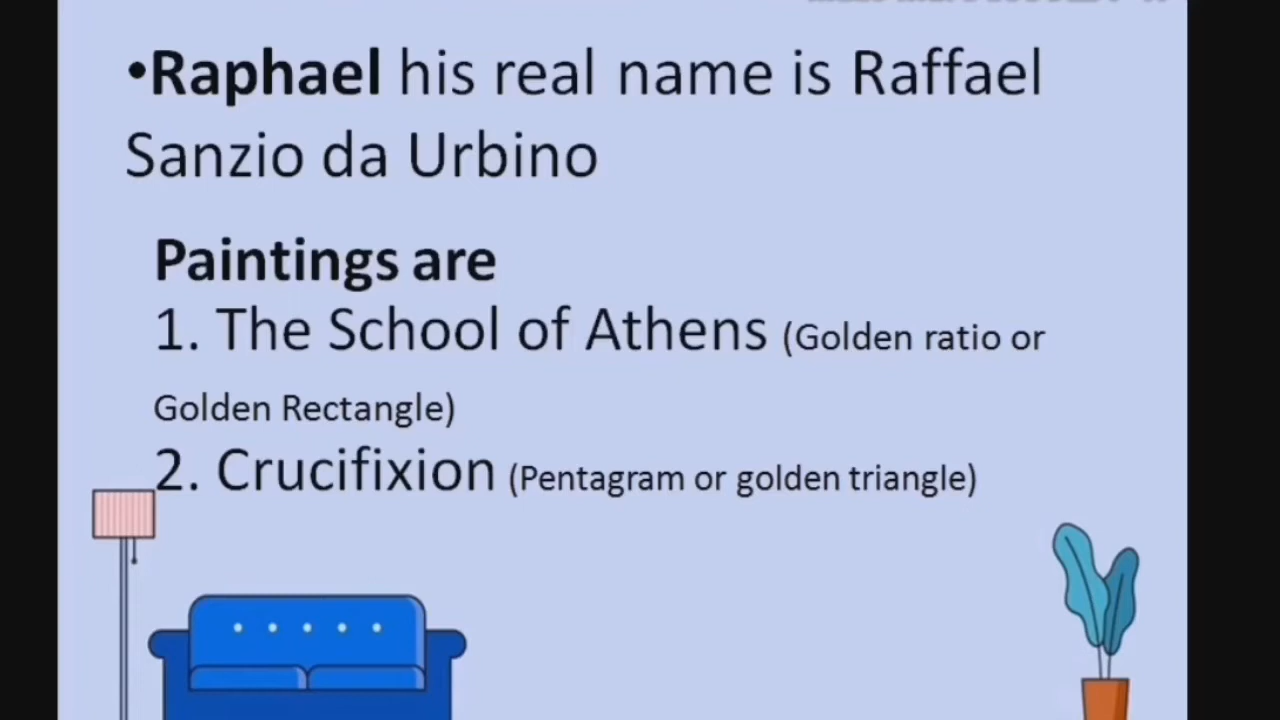 •Raphael his real name is Raffael
Sanzio da Urbino
Paintings are
1. The School of Athens (Golden ratio or
Golden Rectangle)
2. Crucifixion (Pentagram or golden triangle)